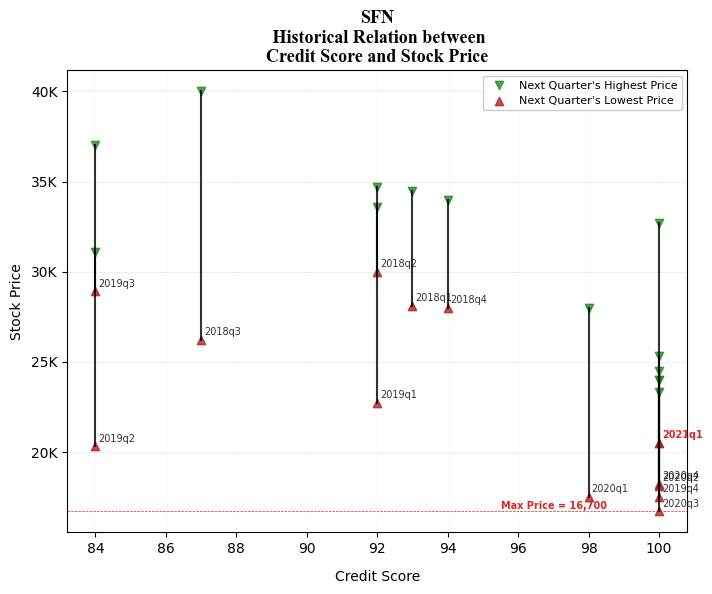 SFN
Historical Relation between
Credit Score and Stock Price
Next Quarter's Highest Price
Next Quarter's Lowest Price
40K
35K
30K
25K
20K
Stock Price
2019q3
2018q2
2018q1
2018q4
2018q3
2019q1
2019q2
2021q1
2020q4
2020q2
2020q1
2019q4
2020q3
Max Price = 16,700
84
86
88
90
92
94
96
98
100
Credit Score